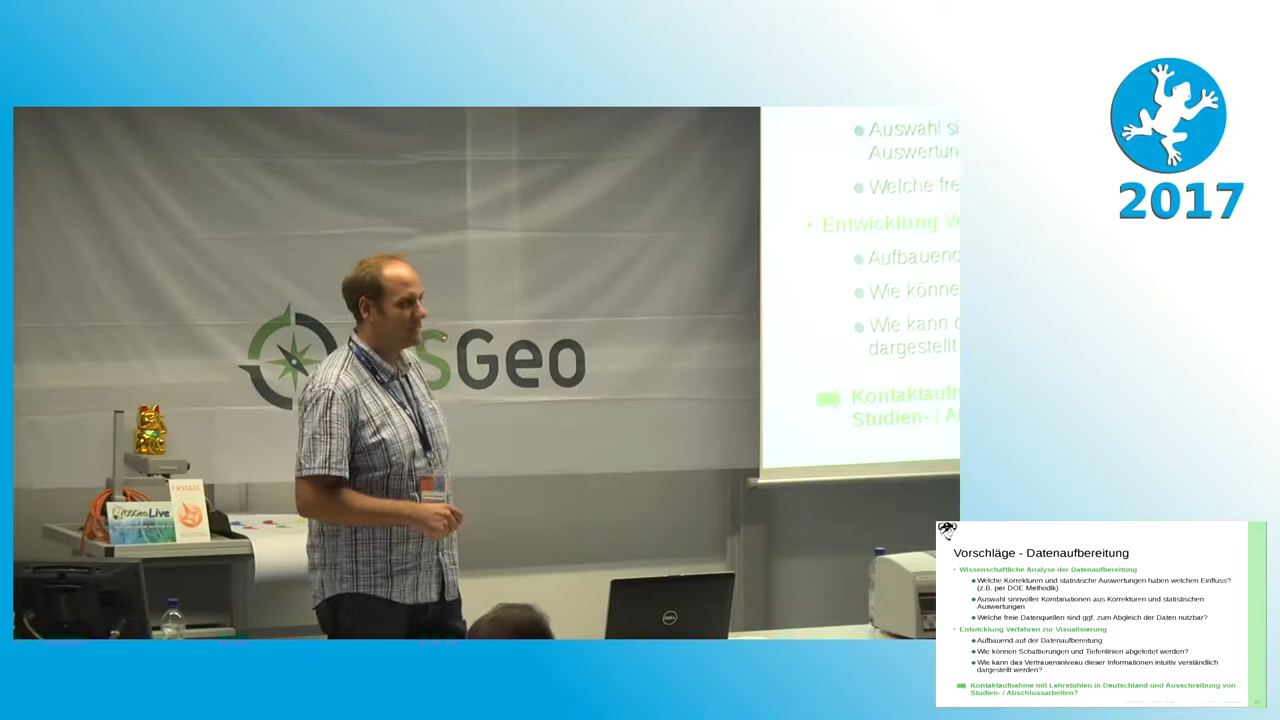 2017
Auswahl si
Auswertun
Welche fre
Entwicklung V
Aufbauend
Wie könne
Wie kann d
dargestellt
Kontaktaufn
Studien- / A
SGeo
FOSSGIS
OSGeoLive
DELL
Vorschläge - Datenaufbereitung
Wissenschaftliche Analyse der Datenaufbereitung
Welche Korrekturen und statistische Auswertungen haben welchen Einfluss?
(z.B. per DOE Methodik)
Auswahl sinnvoller Kombinationen aus Korrekturen und statistischen
Auswertungen
Welche freie Datenquellen sind ggf. zum Abgleich der Daten nutzbar?
Entwicklung Verfahren zur Visualisierung
Aufbauend auf der Datenaufbereitung
Wie können Schattierungen und Tiefenlinien abgeleitet werden?
Wie kann das Vertrauensniveau dieser Informationen intuitiv verständlich
dargestellt werden?
Kontaktaufnahme mit Lehrstühlen in Deutschland und Ausschreibung von
Studien- / Abschlussarbeiten?